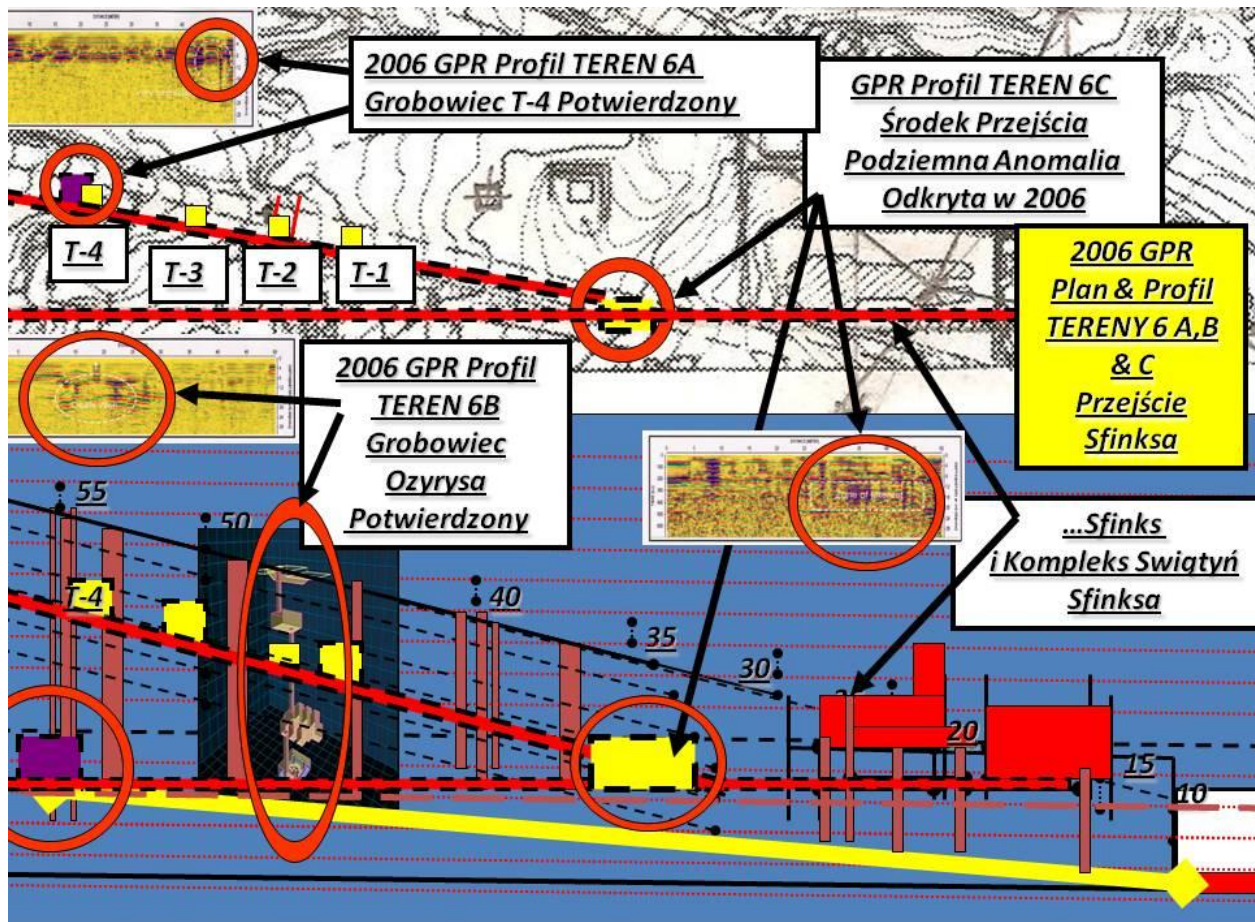 2006 GPR Profil TEREN 6A
Grobowiec T-4 Potwierdzony
GPR Profil TEREN 6C
Środek Przejścia
Podziemna Anomalia
Odkryta w 2006
T-4
T-3
T-2
T-1
2006 GPR
Plan & Profil
TERENY 6 A,B
& C
Przejście
Sfinksa
2006 GPR Profil
TEREN 6B
Grobowiec
Ozyrysa
Potwierdzony
...Sfinks
i Kompleks Swiątyń
Sfinksa
55
50
40
35
30
T-4
20
15
10